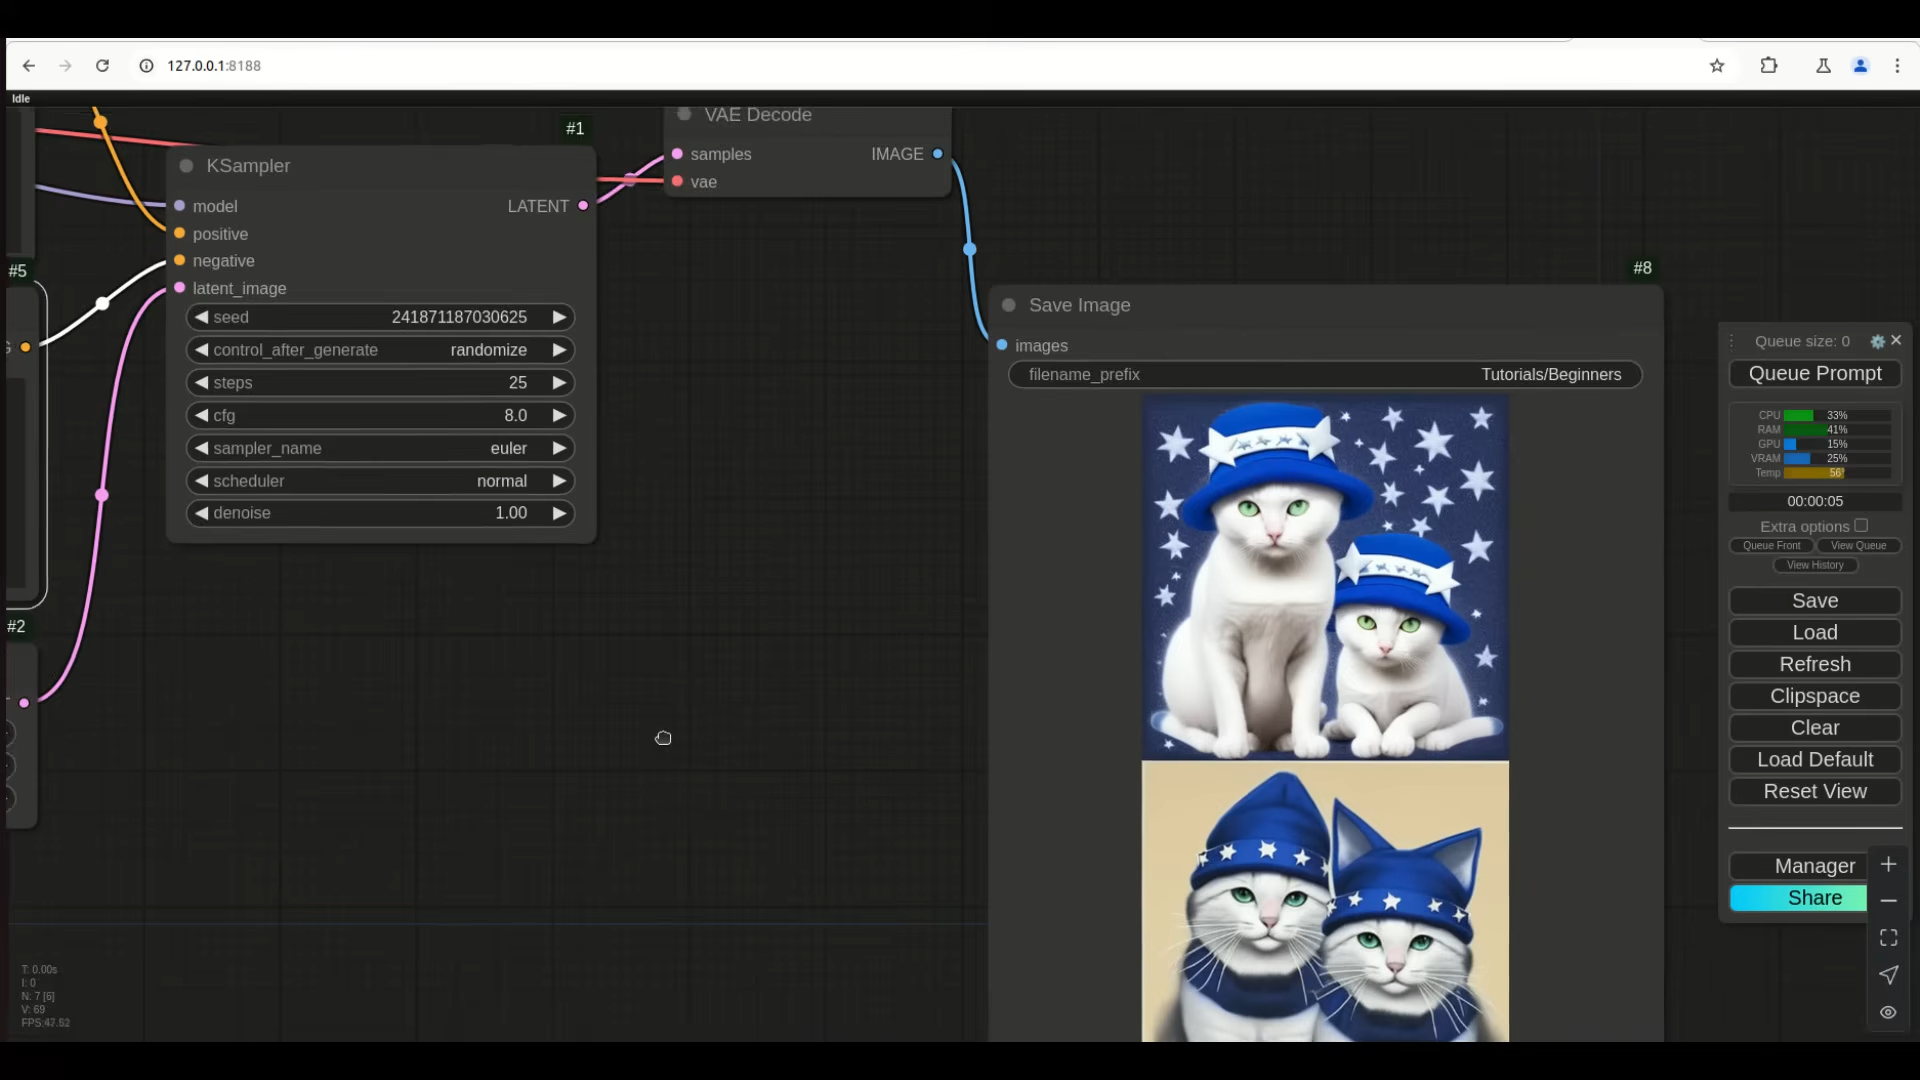 127.0.0.1:8188
Idle
#1
VAE Decode
samples
IMAGE
vae
KSampler
model
LATENT
positive
negative
latent_image
seed 241871187030625
control_after_generate randomize
steps 25
cfg 8.0
sampler_name euler
scheduler normal
denoise 1.00
#5
G
#2
#8
Save Image
images
filename_prefix Tutorials/Beginners
Queue size: 0
Queue Prompt
CPU 33%
RAM 41%
GPU 15%
VRAM 25%
Temp 56°
00:00:05
Extra options
Queue Front View Queue
View History
Save
Load
Refresh
Clipspace
Clear
Load Default
Reset View
Manager
Share
T: 0.00s
I: 0
N: 7 [6]
V: 69
FPS:47.62